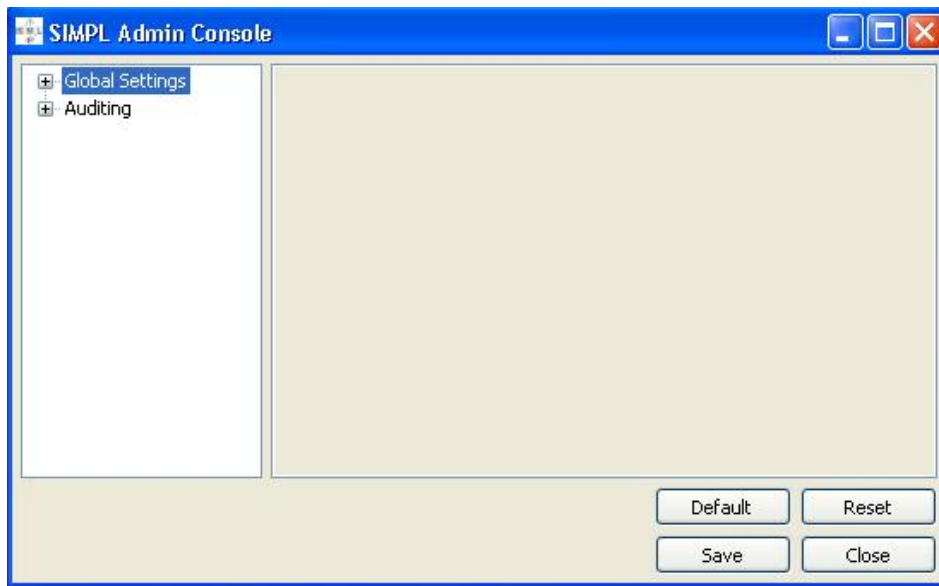 SIMPL Admin Console
Global Settings
Auditing
Default
Reset
Save
Close